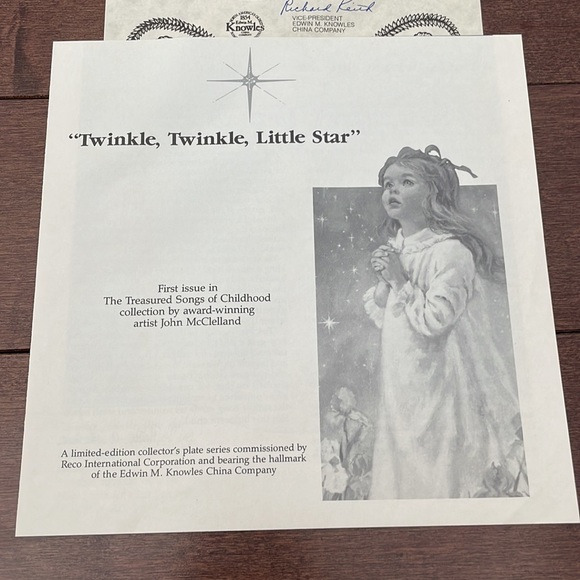 Richard Keith
VICE-PRESIDENT
EDWIN M. KNOWLES
CHINA COMPANY
1854
Edwin M.
Knowles
"Twinkle, Twinkle, Little Star"
First issue in
The Treasured Songs of Childhood
collection by award-winning
artist John McClelland
A limited-edition collector's plate series commissioned by
Reco International Corporation and bearing the hallmark
of the Edwin M. Knowles China Company